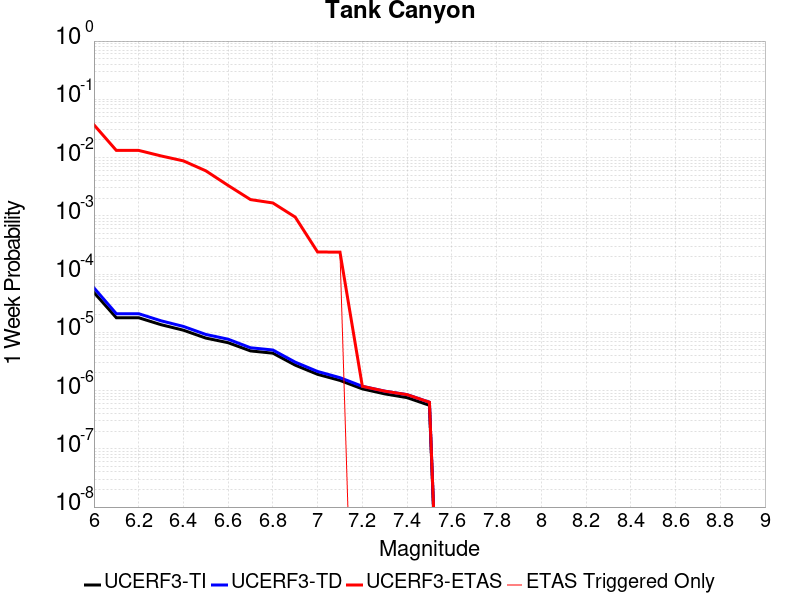 Tank Canyon
1 Week Probability
10^0
10^-1
10^-2
10^-3
10^-4
10^-5
10^-6
10^-7
10^-8
6 6.2 6.4 6.6 6.8 7 7.2 7.4 7.6 7.8 8 8.2 8.4 8.6 8.8 9
Magnitude
UCERF3-TI UCERF3-TD UCERF3-ETAS ETAS Triggered Only